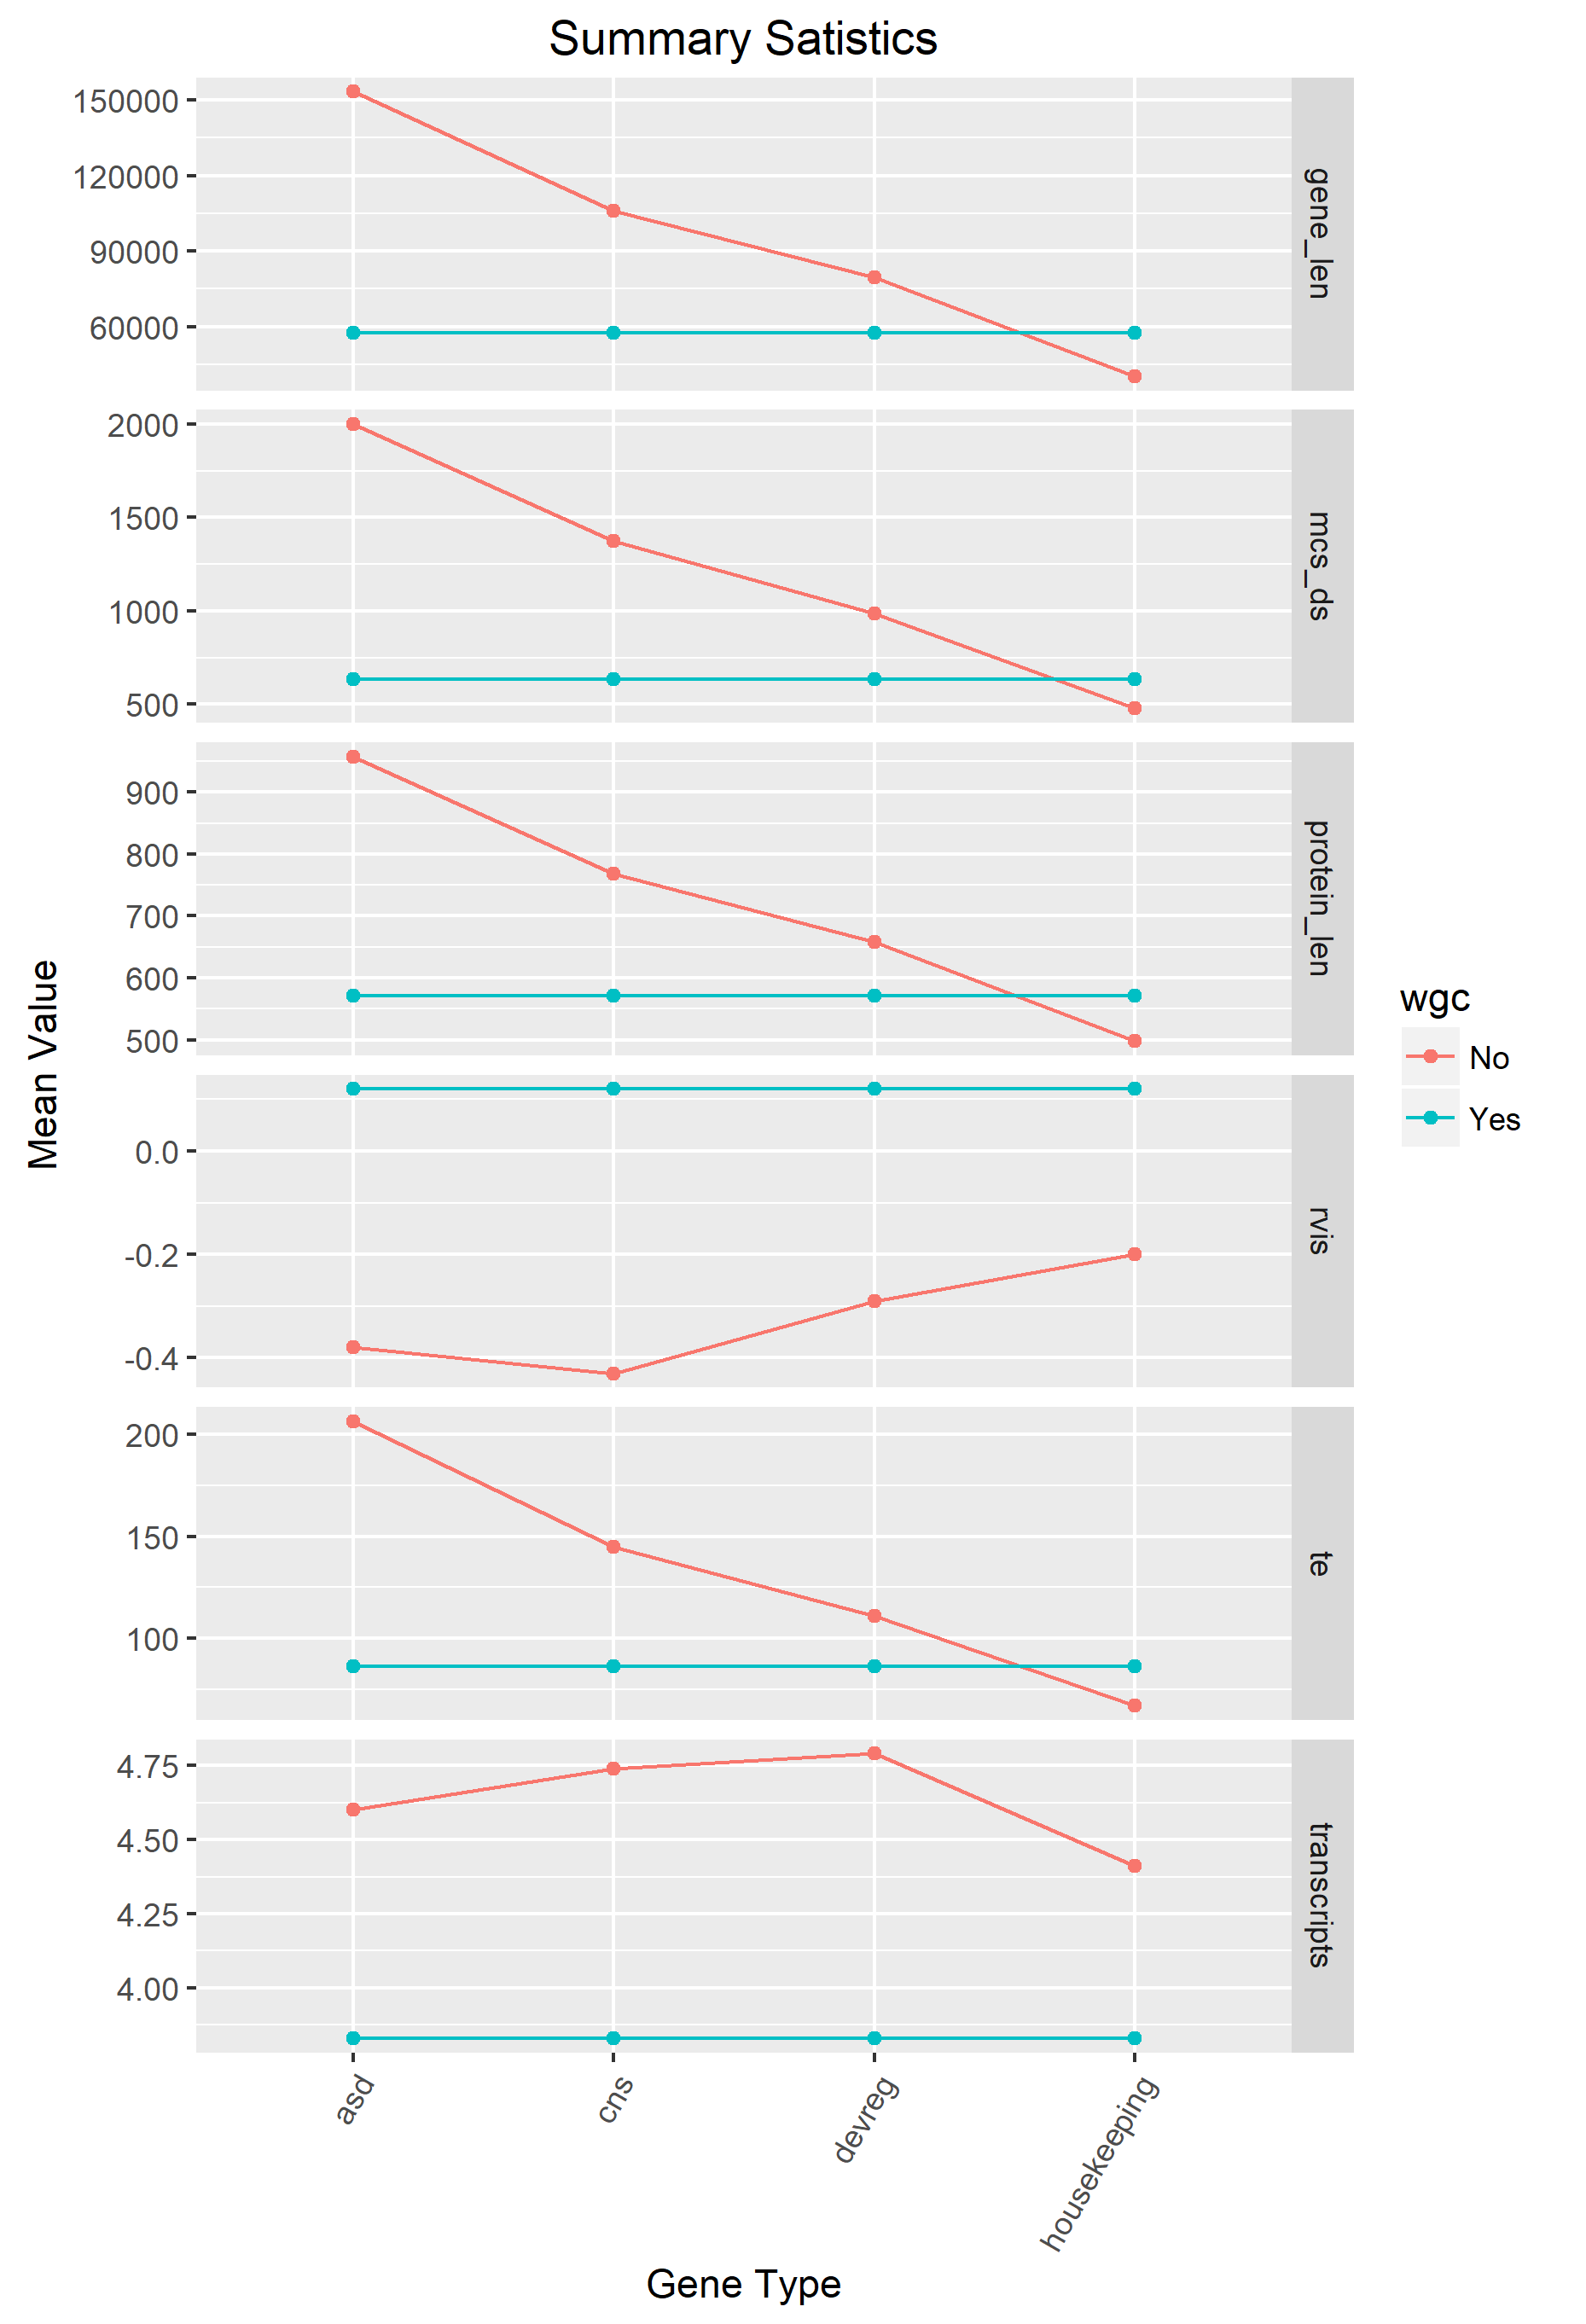 Summary Satistics
150000
120000
90000
60000
gene_len
2000
1500
1000
500
mcs_ds
900
800
700
600
500
protein_len
0.0
-0.2
-0.4
rvis
200
150
100
te
4.75
4.50
4.25
4.00
transcripts
Mean Value
asd
cns
devreg
housekeeping
Gene Type
wgc
No
Yes